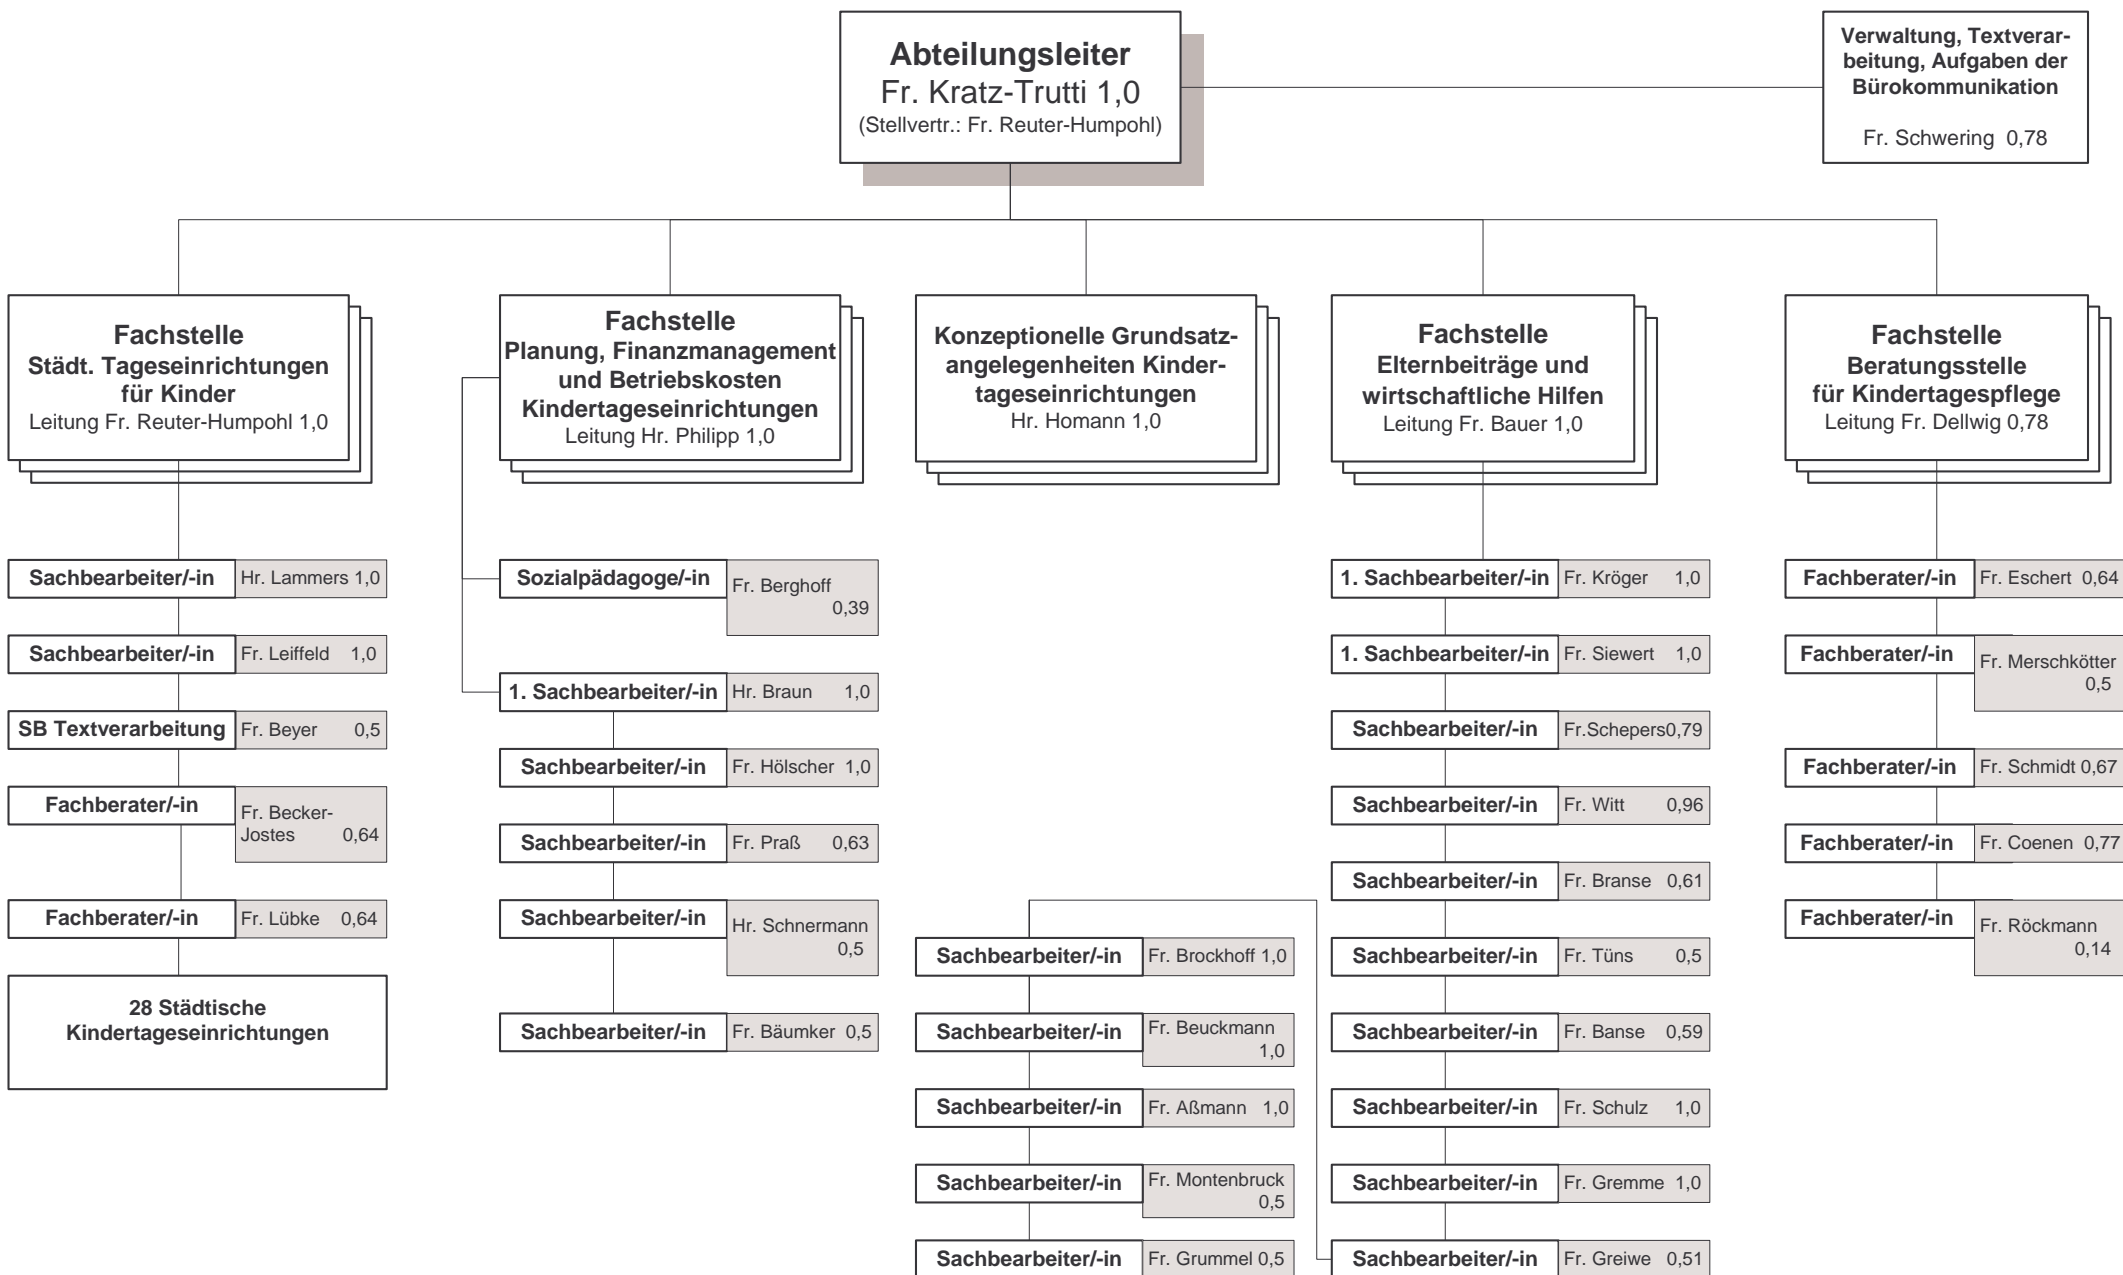 Abteilungsleiter
Fr. Kratz-Trutti 1,0
(Stellvertr.: Fr. Reuter-Humpohl)
Verwaltung, Textverar-
beitung, Aufgaben der
Bürokommunikation
Fr. Schwering 0,78
Fachstelle
Städt. Tageseinrichtungen
für Kinder
Leitung Fr. Reuter-Humpohl 1,0
Sachbearbeiter/-in Hr. Lammers 1,0
Sachbearbeiter/-in Fr. Leiffeld 1,0
SB Textverarbeitung Fr. Beyer 0,5
Fachberater/-in Fr. Becker-
Jostes 0,64
Fachberater/-in Fr. Lübke 0,64
28 Städtische
Kindertageseinrichtungen
Fachstelle
Planung, Finanzmanagement
und Betriebskosten
Kindertageseinrichtungen
Leitung Hr. Philipp 1,0
Sozialpädagoge/-in Fr. Berghoff
0,39
1. Sachbearbeiter/-in Hr. Braun 1,0
Sachbearbeiter/-in Fr. Hölscher 1,0
Sachbearbeiter/-in Fr. Praß 0,63
Sachbearbeiter/-in Hr. Schnermann
0,5
Sachbearbeiter/-in Fr. Bäumker 0,5
Konzeptionelle Grundsatz-
angelegenheiten Kinder-
tageseinrichtungen
Hr. Homann 1,0
Fachstelle
Elternbeiträge und
wirtschaftliche Hilfen
Leitung Fr. Bauer 1,0
1. Sachbearbeiter/-in Fr. Kröger 1,0
1. Sachbearbeiter/-in Fr. Siewert 1,0
Sachbearbeiter/-in Fr.Schepers0,79
Sachbearbeiter/-in Fr. Witt 0,96
Sachbearbeiter/-in Fr. Branse 0,61
Sachbearbeiter/-in Fr. Tüns 0,5
Sachbearbeiter/-in Fr. Banse 0,59
Sachbearbeiter/-in Fr. Schulz 1,0
Sachbearbeiter/-in Fr. Gremme 1,0
Sachbearbeiter/-in Fr. Greiwe 0,51
Sachbearbeiter/-in Fr. Brockhoff 1,0
Sachbearbeiter/-in Fr. Beuckmann
1,0
Sachbearbeiter/-in Fr. Aßmann 1,0
Sachbearbeiter/-in Fr. Montenbruck
0,5
Sachbearbeiter/-in Fr. Grummel 0,5
Fachstelle
Beratungsstelle
für Kindertagespflege
Leitung Fr. Dellwig 0,78
Fachberater/-in Fr. Eschert 0,64
Fachberater/-in Fr. Merschkötter
0,5
Fachberater/-in Fr. Schmidt 0,67
Fachberater/-in Fr. Coenen 0,77
Fachberater/-in Fr. Röckmann
0,14